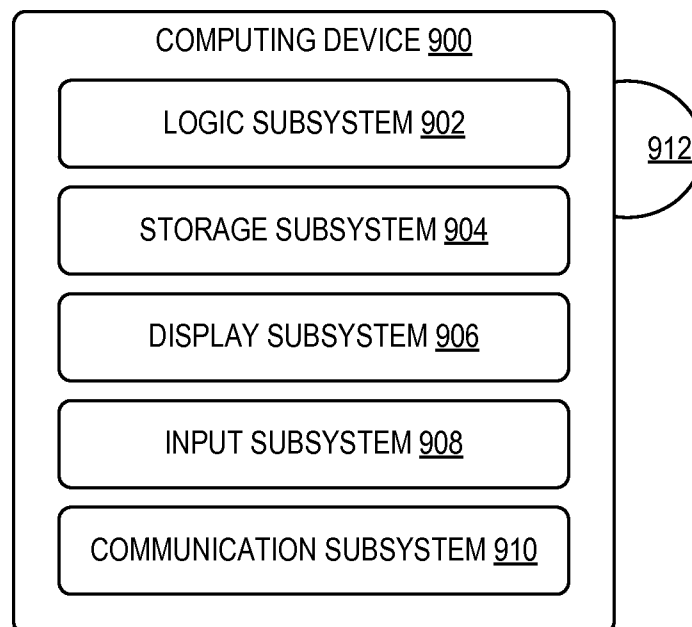 COMPUTING DEVICE 900
LOGIC SUBSYSTEM 902
912
STORAGE SUBSYSTEM 904
DISPLAY SUBSYSTEM 906
INPUT SUBSYSTEM 908
COMMUNICATION SUBSYSTEM 910